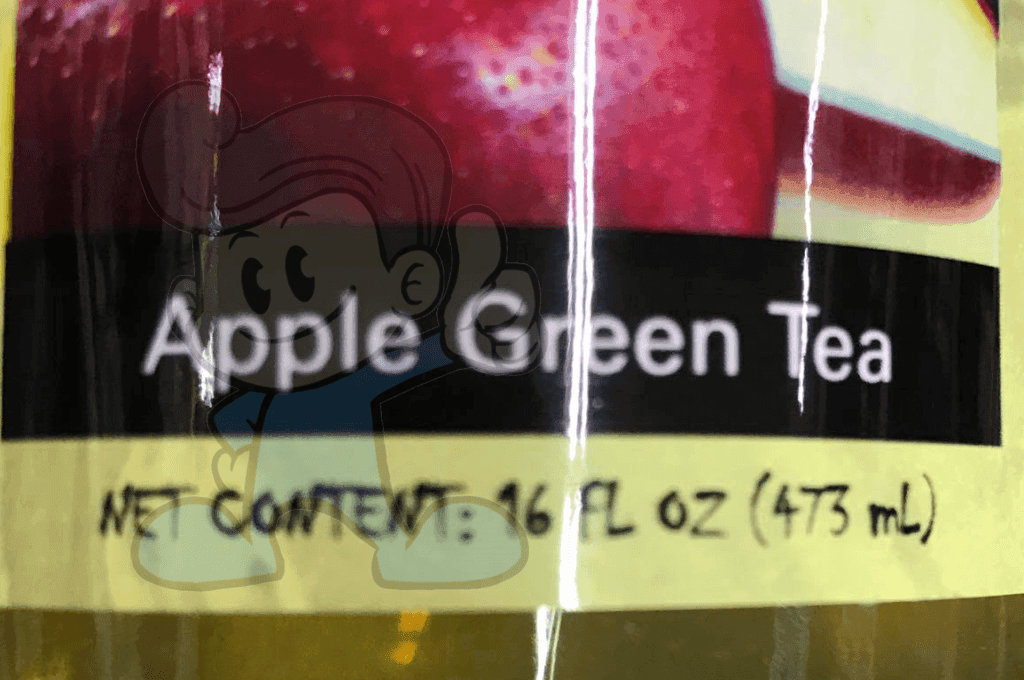 Apple Green Tea
NET CONTENT: 16 FL OZ (473 mL)